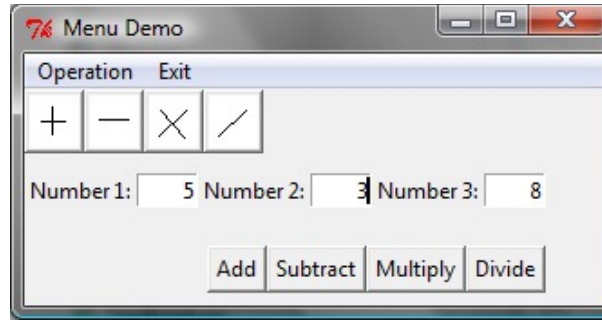 Menu Demo
Operation Exit
Number 1: 5 Number 2: 3 Number 3: 8
Add Subtract Multiply Divide